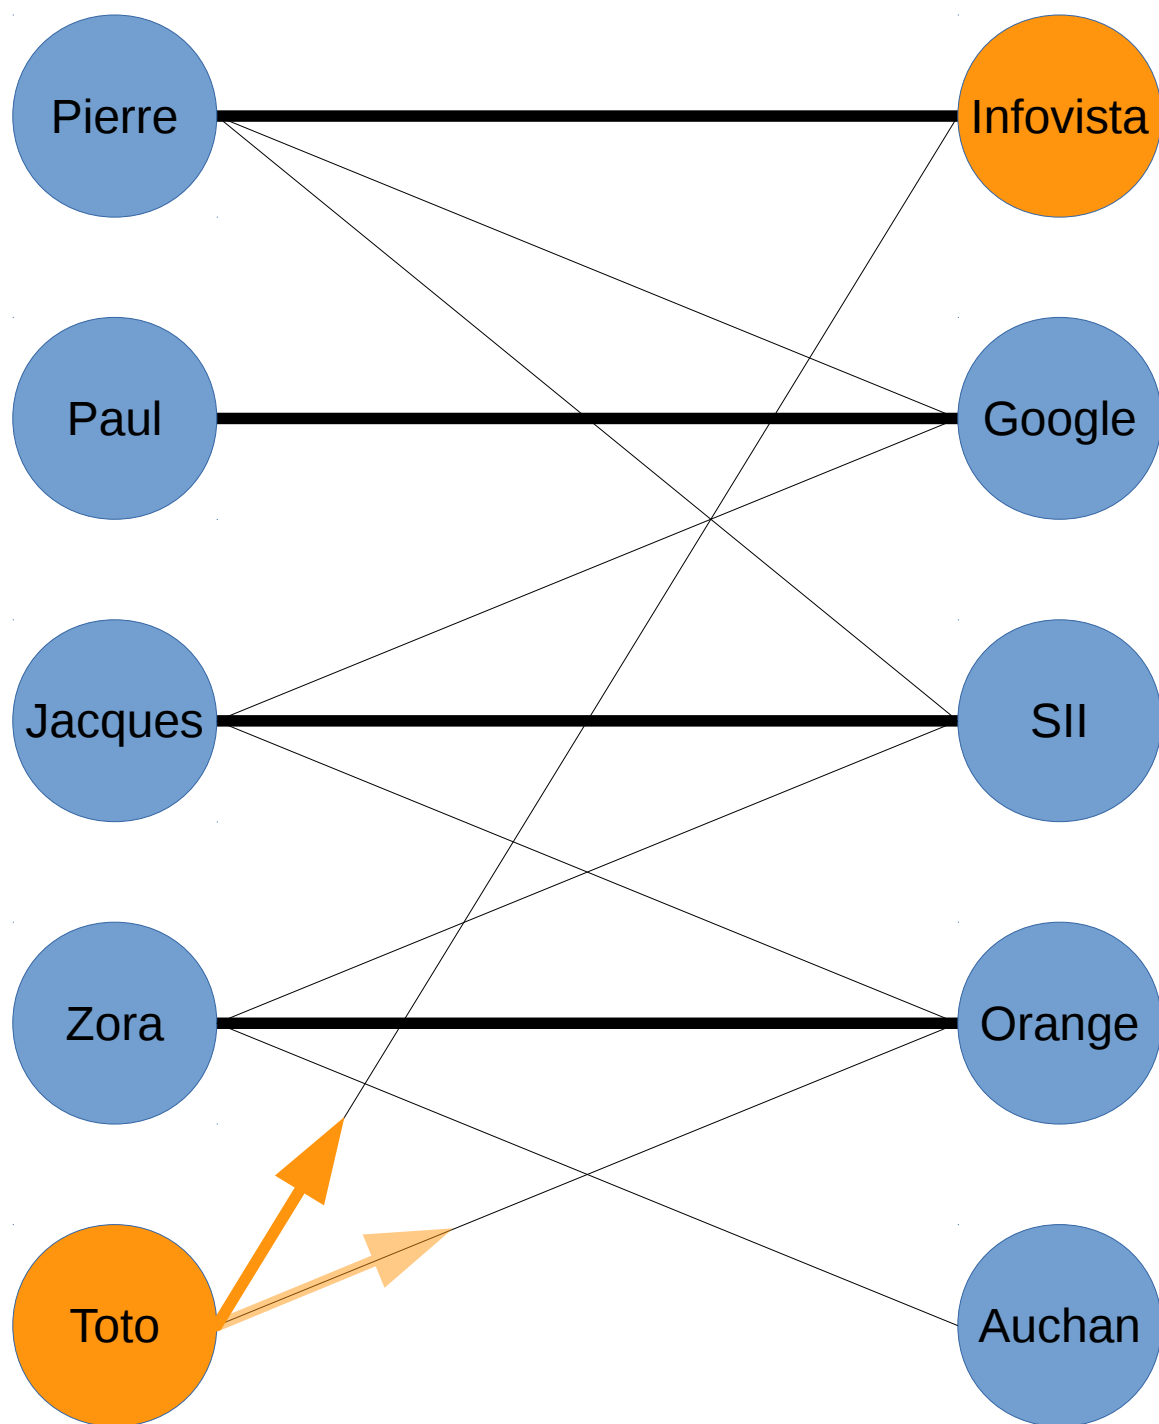 Pierre
Infovista
Paul
Google
Jacques
SII
Zora
Orange
Toto
Auchan